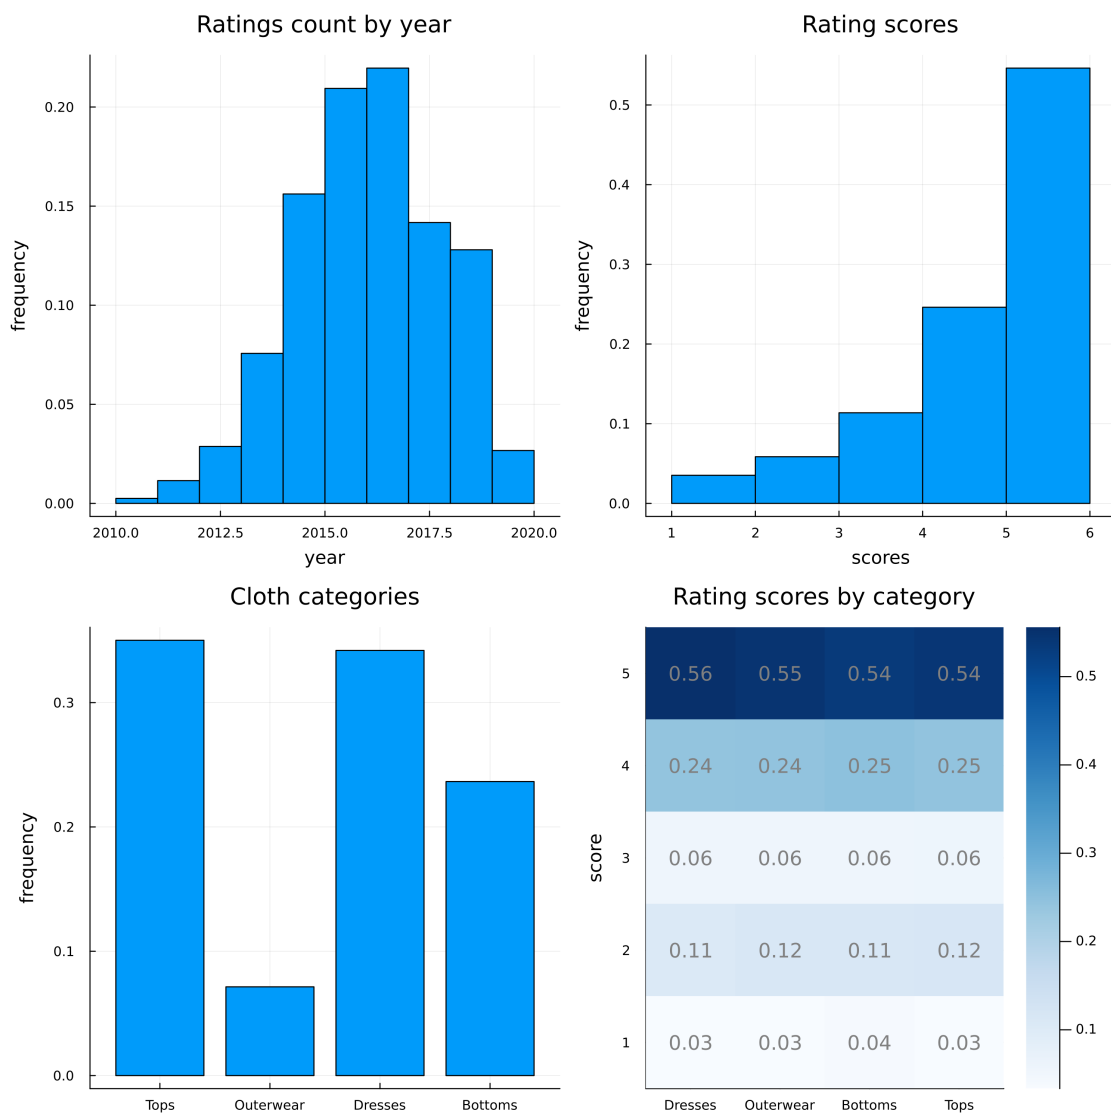 Ratings count by year
frequency
0.20
0.15
0.10
0.05
0.00
2010.0 2012.5 2015.0 2017.5 2020.0
year
Rating scores
frequency
0.5
0.4
0.3
0.2
0.1
0.0
1 2 3 4 5 6
scores
Cloth categories
frequency
0.3
0.2
0.1
0.0
Tops Outerwear Dresses Bottoms
Rating scores by category
score
5 0.56 0.55 0.54 0.54
4 0.24 0.24 0.25 0.25
3 0.06 0.06 0.06 0.06
2 0.11 0.12 0.11 0.12
1 0.03 0.03 0.04 0.03
Dresses Outerwear Bottoms Tops
0.5
0.4
0.3
0.2
0.1